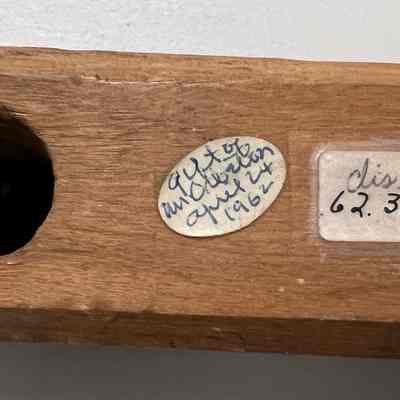 gift of
april 24
1962
dis
62.3